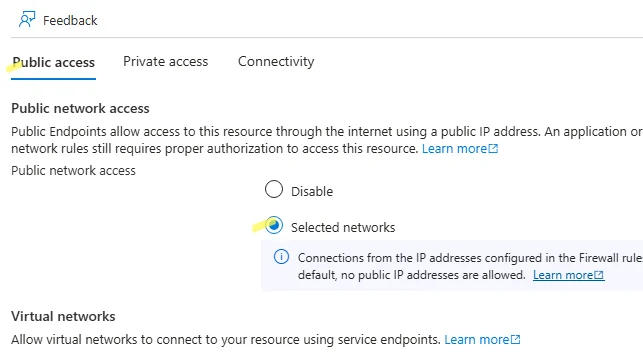 Feedback
Public access Private access Connectivity
Public network access
Public Endpoints allow access to this resource through the internet using a public IP address. An application or
network rules still requires proper authorization to access this resource. Learn more
Public network access
Disable
Selected networks
Connections from the IP addresses configured in the Firewall rule
default, no public IP addresses are allowed. Learn more
Virtual networks
Allow virtual networks to connect to your resource using service endpoints. Learn more